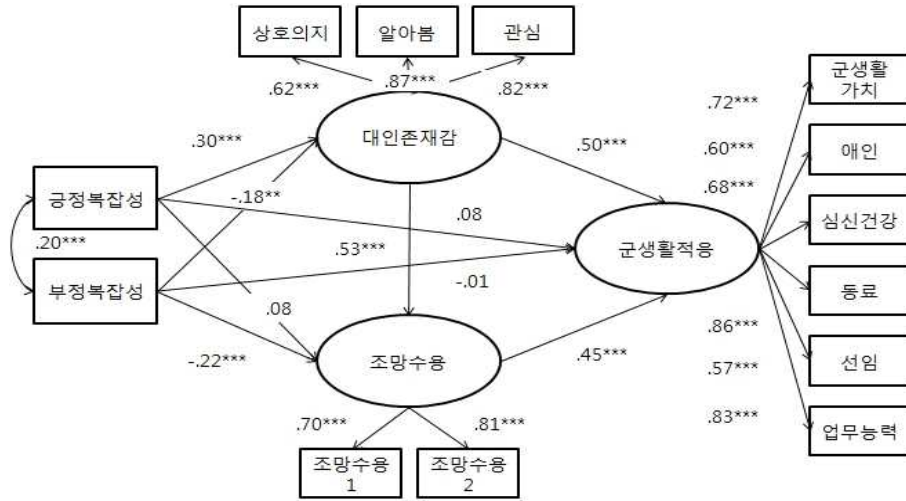 상호의지
알아봄
관심
.62***
.87***
.82***
대인존재감
.30***
-.18**
.50***
긍정복잡성
.20***
부정복잡성
.08
.53***
-.01
군생활적응
.08
-.22***
조망수용
.45***
.70***
.81***
조망수용
1
조망수용
2
.72***
.60***
.68***
.86***
.57***
.83***
군생활
가치
애인
심신건강
동료
선임
업무능력